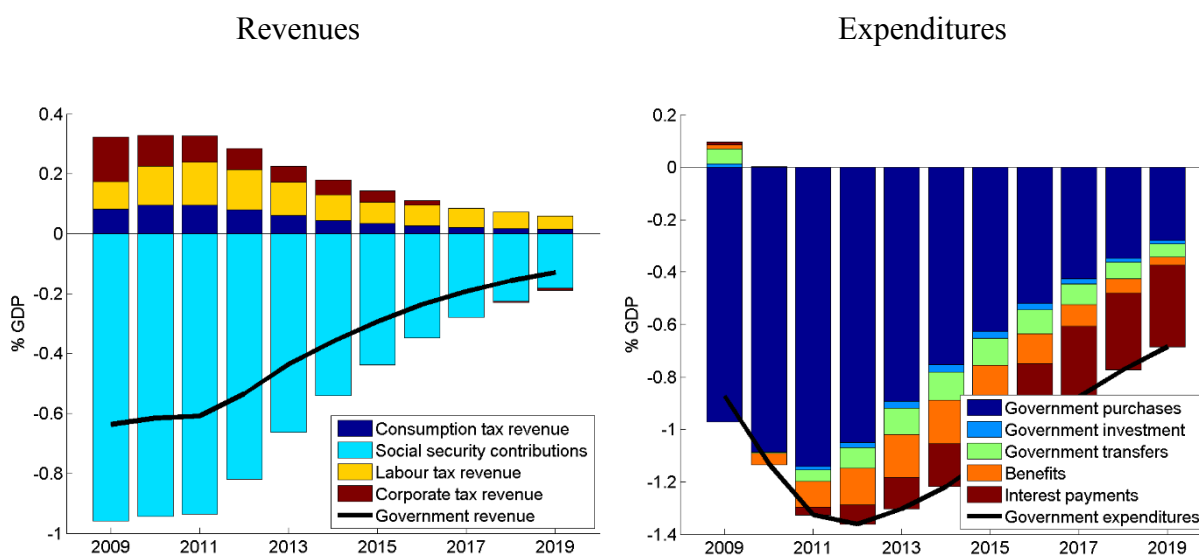 Revenues
Expenditures
0.4
0.2
0
-0.2
-0.4
-0.6
-0.8
-1
% GDP
2009 2011 2013 2015 2017 2019
Consumption tax revenue
Social security contributions
Labour tax revenue
Corporate tax revenue
Government revenue
0.2
0
-0.2
-0.4
-0.6
-0.8
-1
-1.2
-1.4
% GDP
2009 2011 2013 2015 2017 2019
Government purchases
Government investment
Government transfers
Benefits
Interest payments
Government expenditures